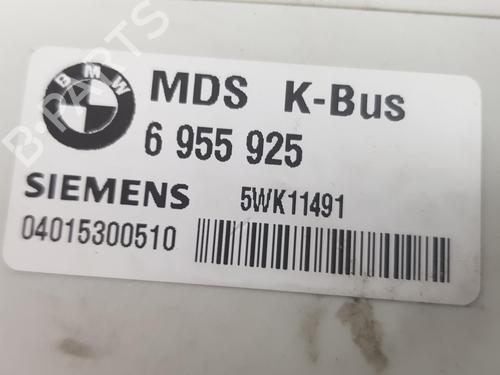 B-PARTS
BMW
MDS K-Bus
6 955 925
SIEMENS 5WK11491
04015300510